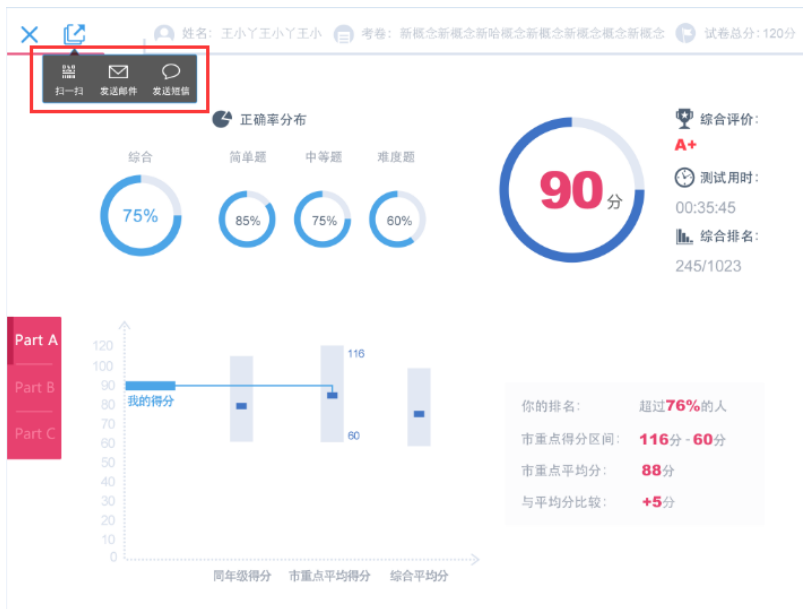 姓名: 王小丫王小丫王小 考卷: 新概念新概念新哈概念新概念新概念概念新概念 试卷总分: 120分
扫一扫 发送邮件 发送短信
正确率分布
综合 简单题 中等题 难度题
75% 85% 75% 60%
90分
综合评价:
A+
测试用时:
00:35:45
综合排名:
245/1023
Part A
Part B
Part C
120
100
90
80
70
60
50
40
30
20
10
0
我的得分
116
60
同年级得分 市重点平均得分 综合平均分
你的排名: 超过76%的人
市重点得分区间: 116分-60分
市重点平均分: 88分
与平均分比较: +5分